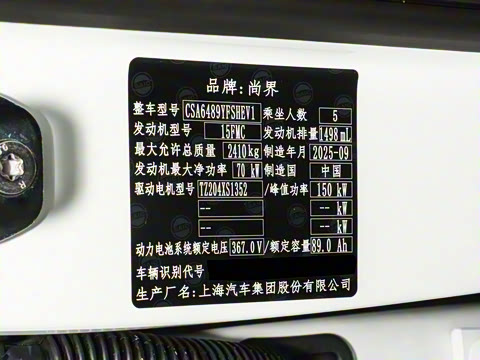 品牌:尚界
整车型号 CSA6489YFSHEV1 乘坐人数 5
发动机型号 15FMC 发动机排量 1498 mL
最大允许总质量 2410 kg 制造年月 2025-09
发动机最大净功率 70 kW 制造国 中国
驱动电机型号 TZ204XS1352 /峰值功率 150 kW
-- -- kW
-- -- kW
动力电池系统额定电压 367.0 V /额定容量 89.0 Ah
车辆识别代号
生产厂名:上海汽车集团股份有限公司